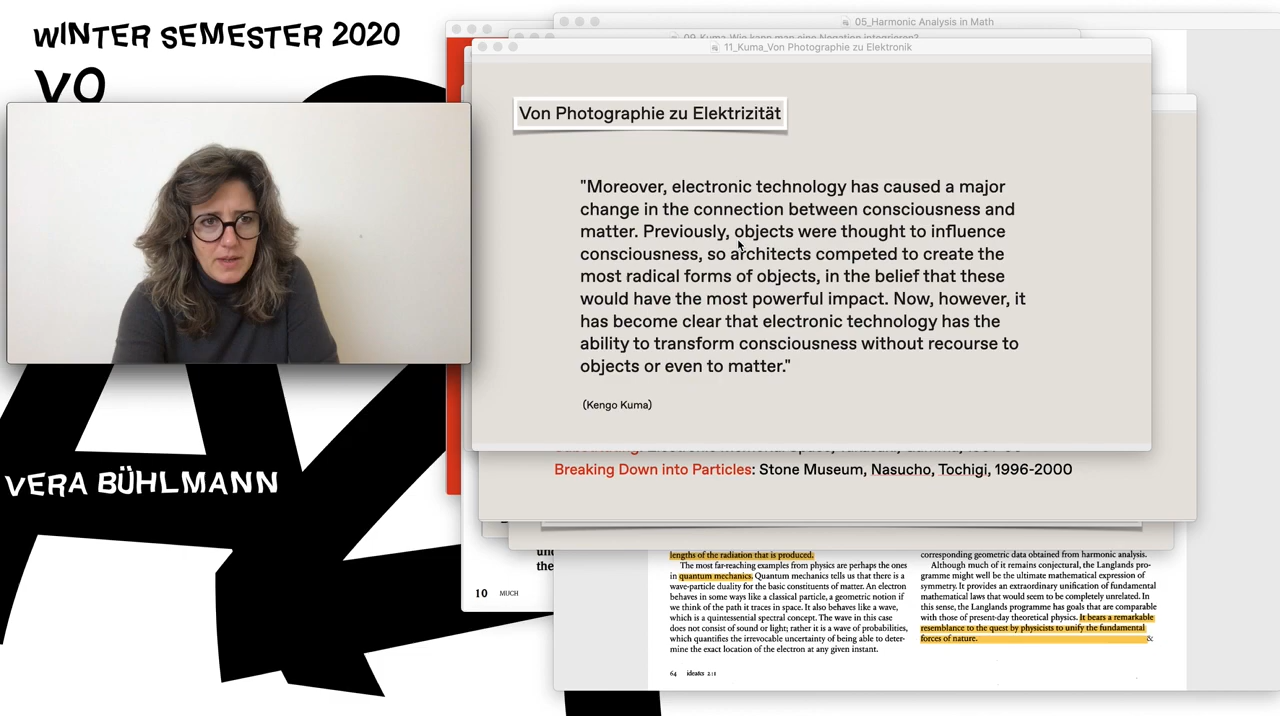 WINTER SEMESTER 2020
VO
VERA BÜHLMANN
05_Harmonic Analysis in Math
09_Kuma_Wie kann man eine Negation integrieren?
11_Kuma_Von Photographie zu Elektronik
Von Photographie zu Elektrizität
"Moreover, electronic technology has caused a major
change in the connection between consciousness and
matter. Previously, objects were thought to influence
consciousness, so architects competed to create the
most radical forms of objects, in the belief that these
would have the most powerful impact. Now, however, it
has become clear that electronic technology has the
ability to transform consciousness without recourse to
objects or even to matter."
(Kengo Kuma)
Breaking Down into Particles: Stone Museum, Nasucho, Tochigi, 1996-2000
und
the
10 MUCH
lengths of the radiation that is produced.
The most far-reaching examples from physics are perhaps the ones
in quantum mechanics. Quantum mechanics tells us that there is a
wave-particle duality for the basic constituents of matter. An electron
behaves in some ways like a classical particle, a geometric notion if
we think of the path it traces in space. It also behaves like a wave,
which is a quintessential spectral concept. The wave in this case
does not consist of sound or light; rather it is a wave of probabilities,
which quantifies the irrevocable uncertainty of being able to deter-
mine the exact location of the electron at any given instant.
64 idea&s 2:1
corresponding geometric data obtained from harmonic analysis.
Although much of it remains conjectural, the Langlands pro-
gramme might well be the ultimate mathematical expression of
symmetry. It provides an extraordinary unification of fundamental
mathematical laws that would seem to be completely unrelated. In
this sense, the Langlands programme has goals that are comparable
with those of present-day theoretical physics. It bears a remarkable
resemblance to the quest by physicists to unify the fundamental
forces of nature. &